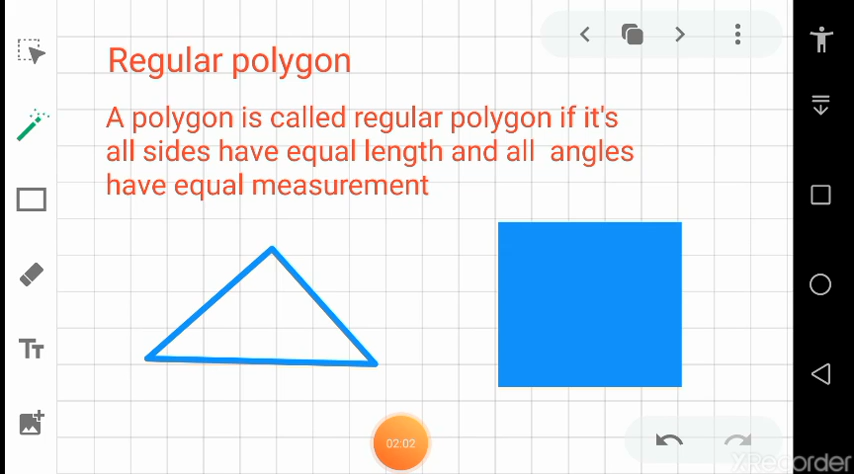 Regular polygon
A polygon is called regular polygon if it's
all sides have equal length and all angles
have equal measurement
TT
02:02
XRecorder